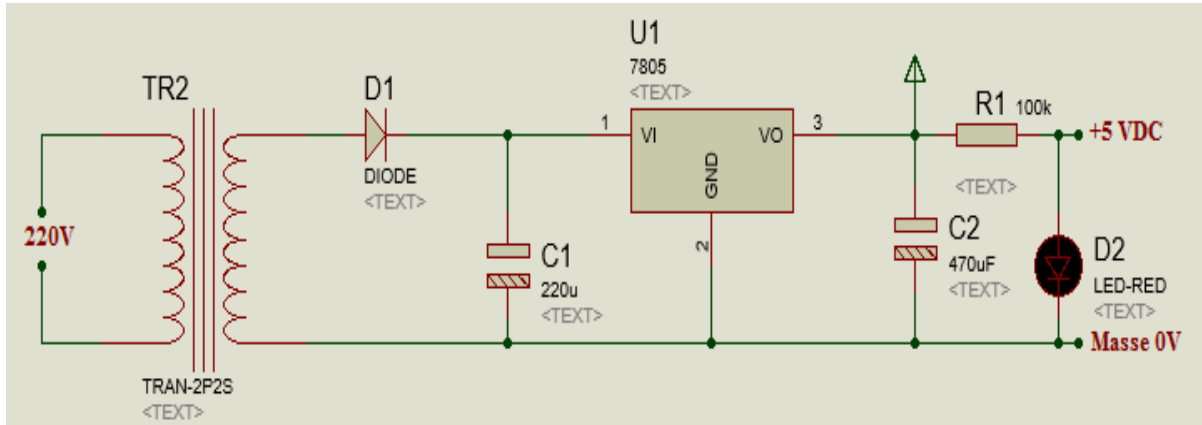 U1
7805
<TEXT>
TR2
D1
R1 100k
1 VI VO 3
+5 VDC
GND
DIODE
<TEXT>
<TEXT>
220V
2
C1
220u
<TEXT>
C2
470uF
<TEXT>
D2
LED-RED
<TEXT>
Masse 0V
TRAN-2P2S
<TEXT>